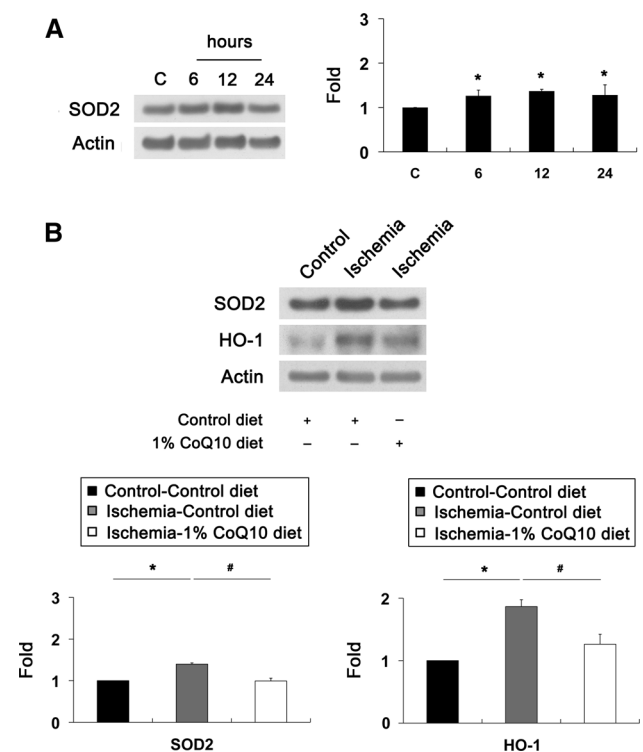 A
hours
C 6 12 24
SOD2
Actin
Fold
3
2
1
0
* * *
C 6 12 24
B
Control Ischemia Ischemia
SOD2
HO-1
Actin
Control diet + + –
1% CoQ10 diet – – +
Control-Control diet
Ischemia-Control diet
Ischemia-1% CoQ10 diet
* #
Fold
3
2
1
0
SOD2
Control-Control diet
Ischemia-Control diet
Ischemia-1% CoQ10 diet
* #
Fold
2
1
0
HO-1